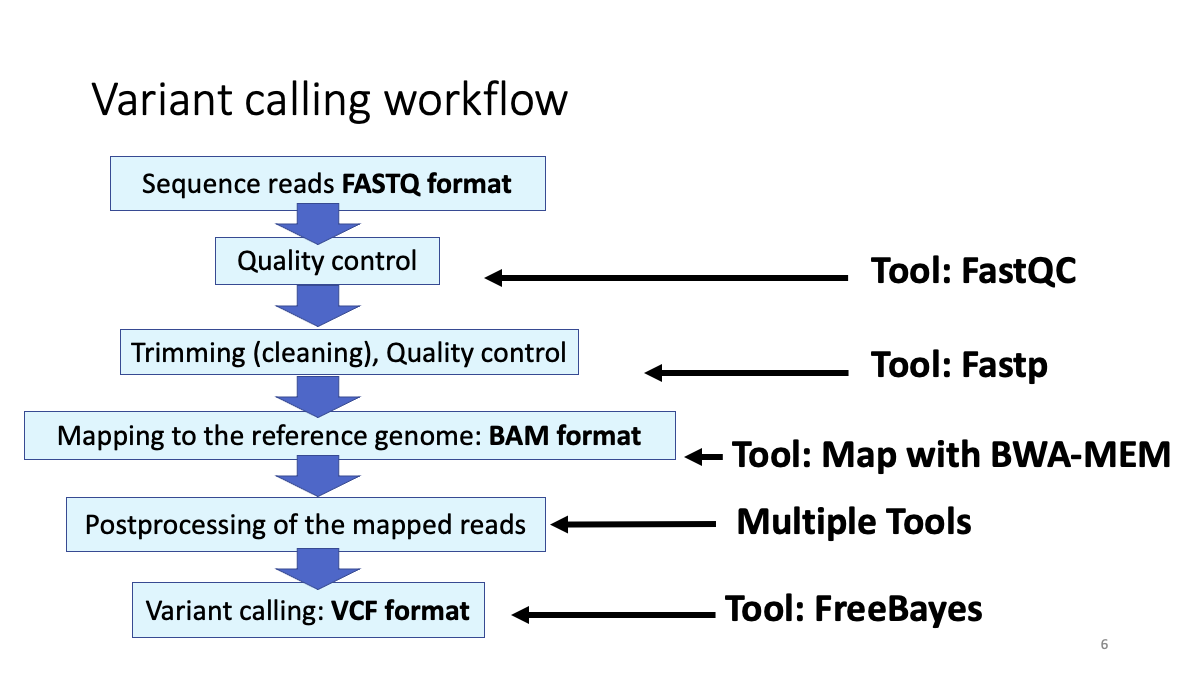 Variant calling workflow
Sequence reads FASTQ format
Quality control
Tool: FastQC
Trimming (cleaning), Quality control
Tool: Fastp
Mapping to the reference genome: BAM format
Tool: Map with BWA-MEM
Postprocessing of the mapped reads
Multiple Tools
Variant calling: VCF format
Tool: FreeBayes
6